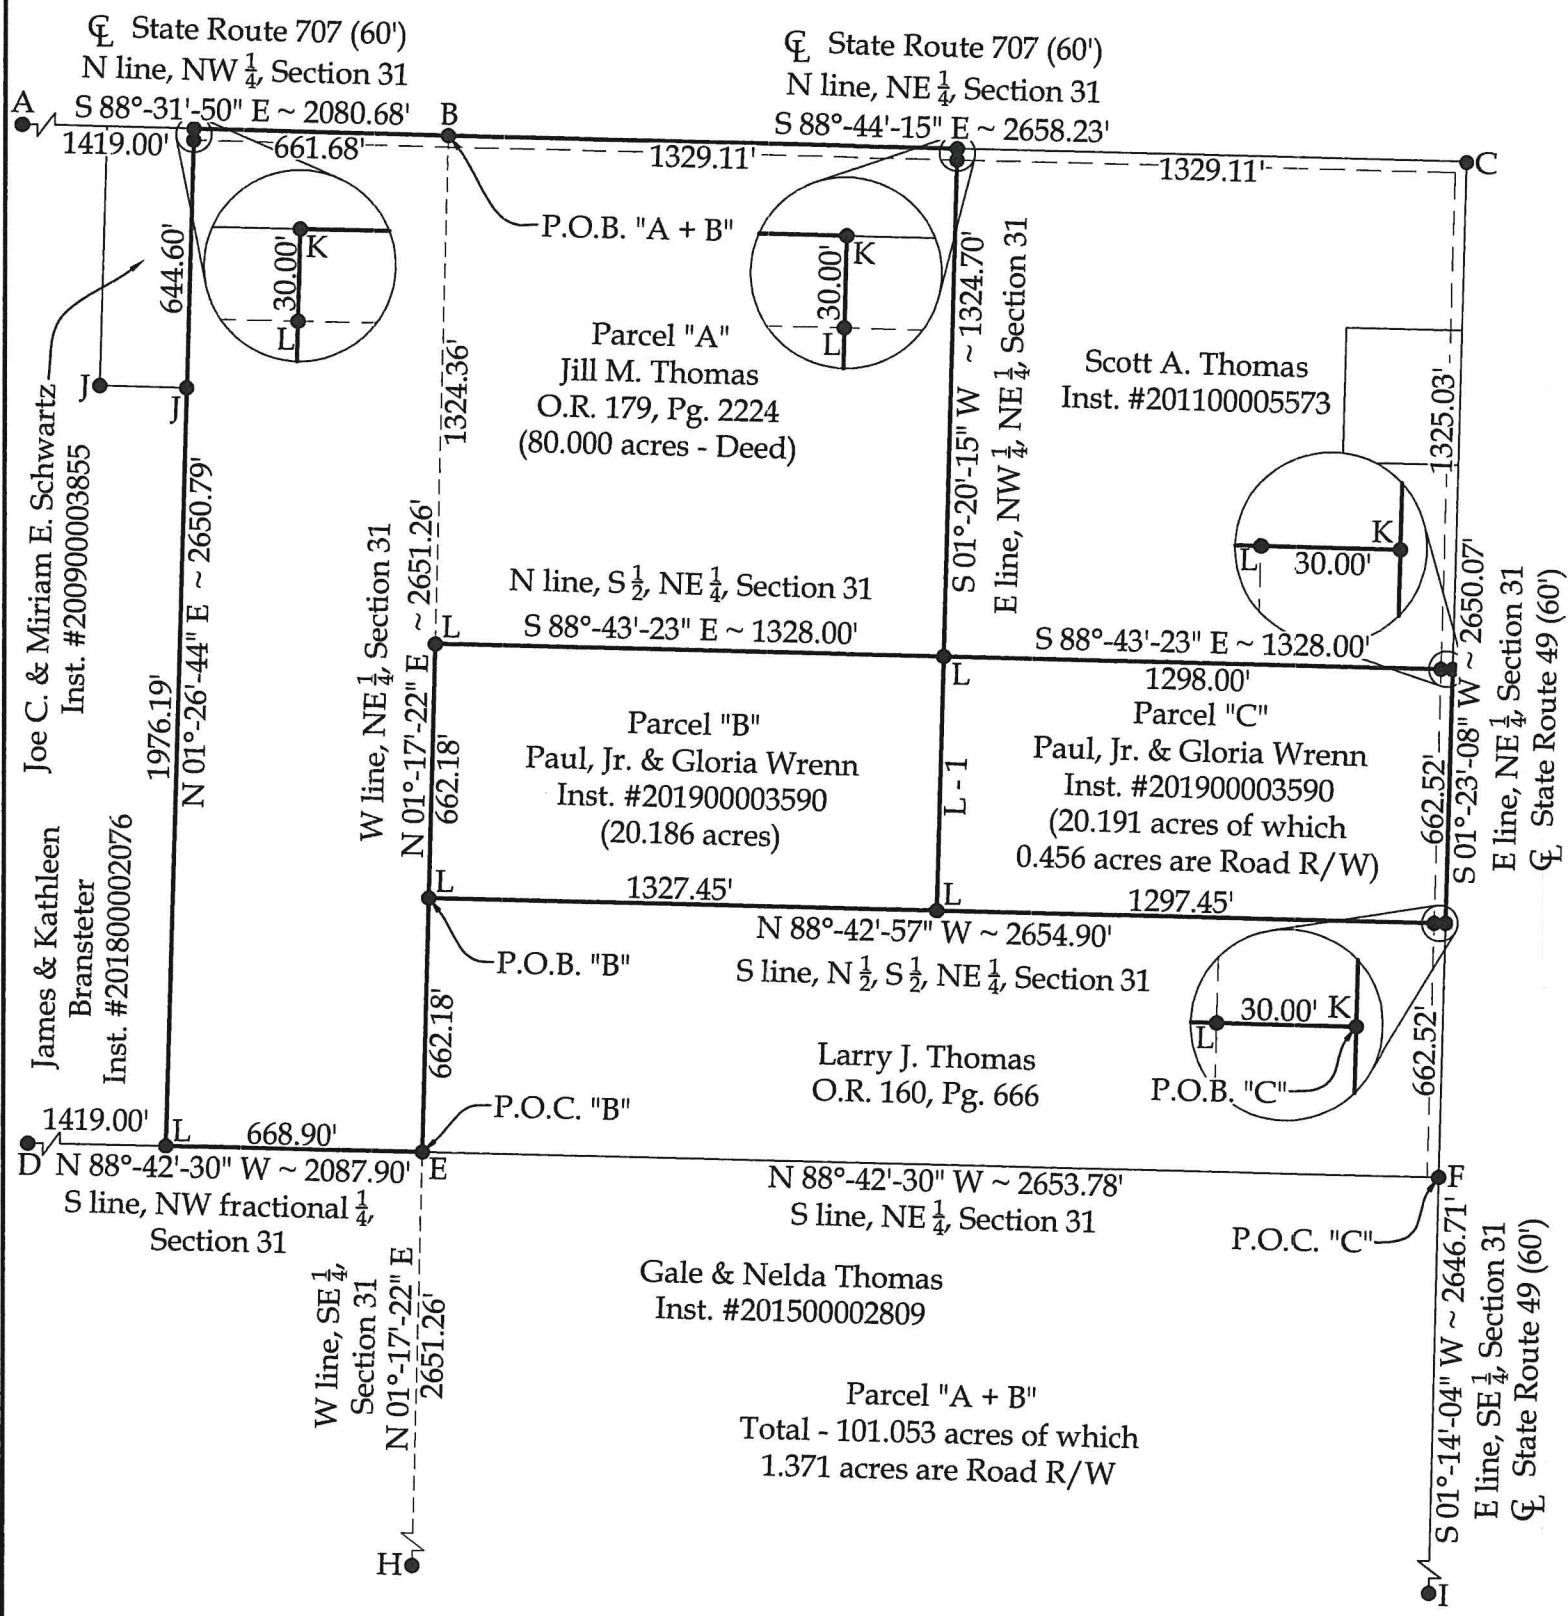 ℄ State Route 707 (60')
N line, NW 1/4, Section 31
S 88°-31'-50" E ~ 2080.68'
A
B
1419.00'
661.68'
℄ State Route 707 (60')
N line, NE 1/4, Section 31
S 88°-44'-15" E ~ 2658.23'
1329.11'
1329.11'
C
P.O.B. "A + B"
K
30.00'
L
K
30.00'
L
644.60'
J
J
1324.36'
Parcel "A"
Jill M. Thomas
O.R. 179, Pg. 2224
(80.000 acres - Deed)
S 01°-20'-15" W ~ 1324.70'
E line, NW 1/4, NE 1/4, Section 31
Scott A. Thomas
Inst. #201100005573
1325.03'
K
L
30.00'
Joe C. & Miriam E. Schwartz
Inst. #200900003855
N 01°-26'-44" E ~ 2650.79'
1976.19'
W line, NE 1/4, Section 31
N 01°-17'-22" E ~ 2651.26'
N line, S 1/2, NE 1/4, Section 31
L
S 88°-43'-23" E ~ 1328.00'
S 88°-43'-23" E ~ 1328.00'
L
1298.00'
S 01°-23'-08" W ~ 2650.07'
E line, NE 1/4, Section 31
℄ State Route 49 (60')
662.18'
Parcel "B"
Paul, Jr. & Gloria Wrenn
Inst. #201900003590
(20.186 acres)
L - 1
Parcel "C"
Paul, Jr. & Gloria Wrenn
Inst. #201900003590
(20.191 acres of which
0.456 acres are Road R/W)
662.52'
James & Kathleen
Bransteter
Inst. #201800002076
L
1327.45'
L
1297.45'
N 88°-42'-57" W ~ 2654.90'
S line, N 1/2, S 1/2, NE 1/4, Section 31
P.O.B. "B"
662.18'
Larry J. Thomas
O.R. 160, Pg. 666
30.00'
K
L
P.O.B. "C"
662.52'
P.O.C. "B"
1419.00'
L
668.90'
D
N 88°-42'-30" W ~ 2087.90'
E
S line, NW fractional 1/4,
Section 31
N 88°-42'-30" W ~ 2653.78'
S line, NE 1/4, Section 31
F
P.O.C. "C"
W line, SE 1/4,
Section 31
N 01°-17'-22" E
2651.26'
Gale & Nelda Thomas
Inst. #201500002809
S 01°-14'-04" W ~ 2646.71'
E line, SE 1/4, Section 31
℄ State Route 49 (60')
Parcel "A + B"
Total - 101.053 acres of which
1.371 acres are Road R/W
H
I